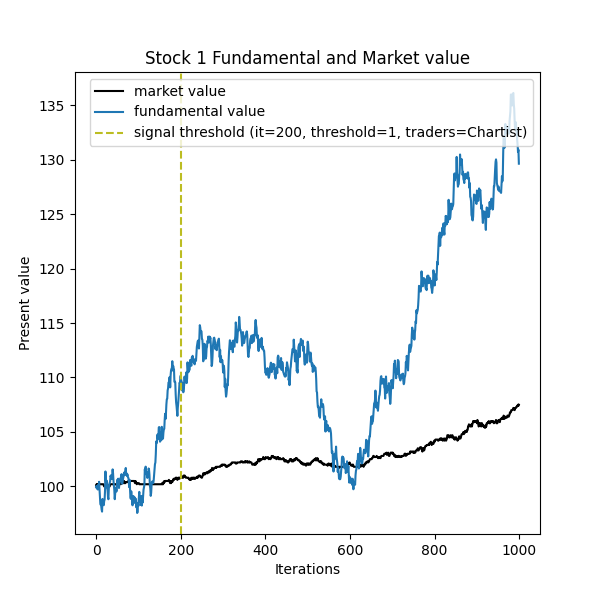 Stock 1 Fundamental and Market value
market value
fundamental value
signal threshold (it=200, threshold=1, traders=Chartist)
Present value
135
130
125
120
115
110
105
100
0 200 400 600 800 1000
Iterations